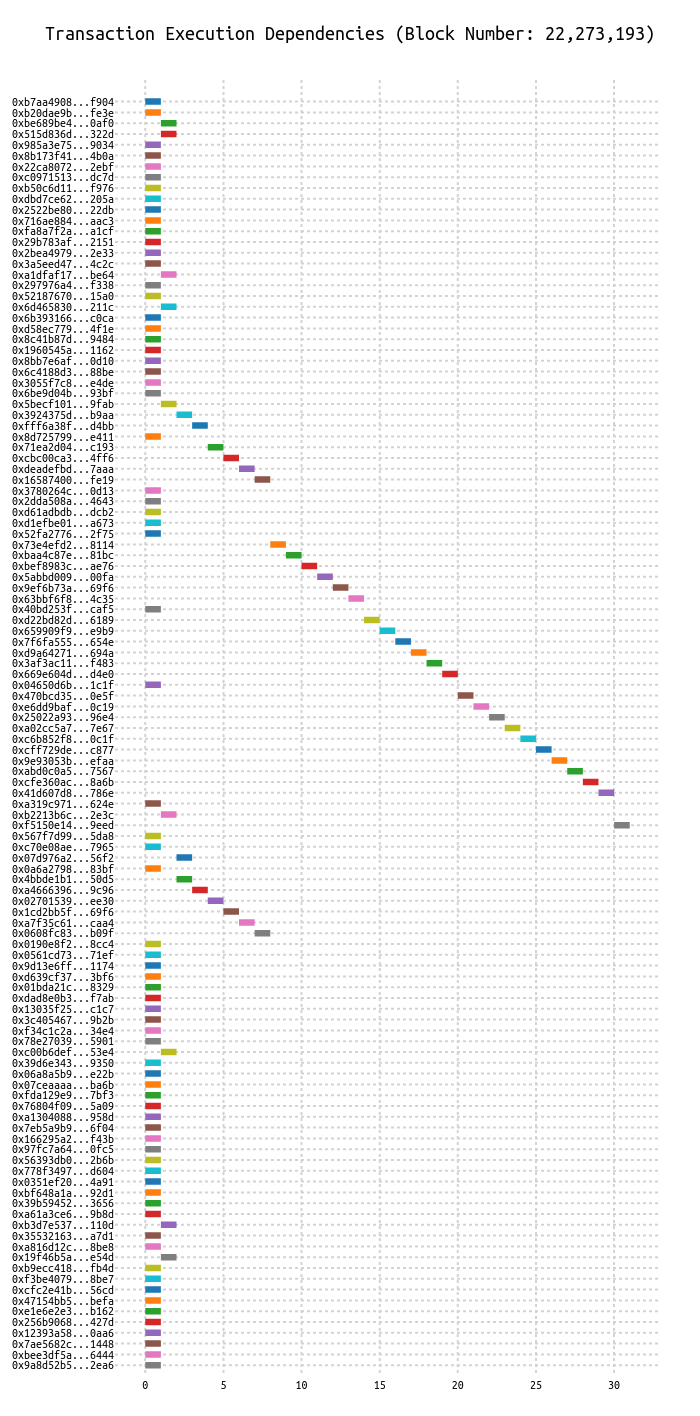 Transaction Execution Dependencies (Block Number: 22,273,193)
0xb7aa4908...f904
0xb20dae9b...fe3e
0xbe689be4...0af0
0x515d836d...322d
0x985a3e75...9034
0x8b173f41...4b0a
0x22ca8072...2ebf
0xc0971513...dc7d
0xb50c6d11...f976
0xdbd7ce62...205a
0x2522be80...22db
0x716ae884...aac3
0xfa8a7f2a...a1cf
0x29b783af...2151
0x2bea4979...2e33
0x3a5eed47...4c2c
0xa1dfaf17...be64
0x297976a4...f338
0x52187670...15a0
0x6d465830...211c
0x6b393166...c0ca
0xd58ec779...4f1e
0x8c41b87d...9484
0x1960545a...1162
0x8bb7e6af...0d10
0x6c4188d3...88be
0x3055f7c8...e4de
0x6be9d04b...93bf
0x5becf101...9fab
0x3924375d...b9aa
0xfff6a38f...d4bb
0x8d725799...e411
0x71ea2d04...c193
0xcbc00ca3...4ff6
0xdeadefbd...7aaa
0x16587400...fe19
0x3780264c...0d13
0x2dda508a...4643
0xd61adbdb...dcb2
0xd1efbe01...a673
0x52fa2776...2f75
0x73e4efd2...8114
0xbaa4c87e...81bc
0xbef8983c...ae76
0x5abbd009...00fa
0x9ef6b73a...69f6
0x63bbf6f8...4c35
0x40bd253f...caf5
0xd22bd82d...6189
0x659909f9...e9b9
0x7f6fa555...654e
0xd9a64271...694a
0x3af3ac11...f483
0x669e604d...d4e0
0x04650d6b...1c1f
0x470bcd35...0e5f
0xe6dd9baf...0c19
0x25022a93...96e4
0xa02cc5a7...7e67
0xc6b852f8...0c1f
0xcff729de...c877
0x9e93053b...efaa
0xabd0c0a5...7567
0xcfe360ac...8a6b
0x41d607d8...786e
0xa319c971...624e
0xb2213b6c...2e3c
0xf5150e14...9eed
0x567f7d99...5da8
0xc70e08ae...7965
0x07d976a2...56f2
0x0a6a2798...83bf
0x4bbde1b1...50d5
0xa4666396...9c96
0x02701539...ee30
0x1cd2bb5f...69f6
0xa7f35c61...caa4
0x0608fc83...b09f
0x0190e8f2...8cc4
0x0561cd73...71ef
0x9d13e6ff...1174
0xd639cf37...3bf6
0x01bda21c...8329
0xdad8e0b3...f7ab
0x13035f25...c1c7
0x3c405467...9b2b
0xf34c1c2a...34e4
0x78e27039...5901
0xc00b6def...53e4
0x39d6e343...9350
0x06a8a5b9...e22b
0x07ceaaaa...ba6b
0xfda129e9...7bf3
0x76804f09...5a09
0xa1304088...958d
0x7eb5a9b9...6f04
0x166295a2...f43b
0x97fc7a64...0fc5
0x56393db0...2b6b
0x778f3497...d604
0x0351ef20...4a91
0xbf648a1a...92d1
0x39b59452...3656
0xa61a3ce6...9b8d
0xb3d7e537...110d
0x35532163...a7d1
0xa816d12c...8be8
0x19f46b5a...e54d
0xb9ecc418...fb4d
0xf3be4079...8be7
0xcfc2e41b...56cd
0x47154bb5...befa
0xe1e6e2e3...b162
0x256b9068...427d
0x12393a58...0aa6
0x7ae5682c...1448
0xbee3df5a...6444
0x9a8d52b5...2ea6
0 5 10 15 20 25 30